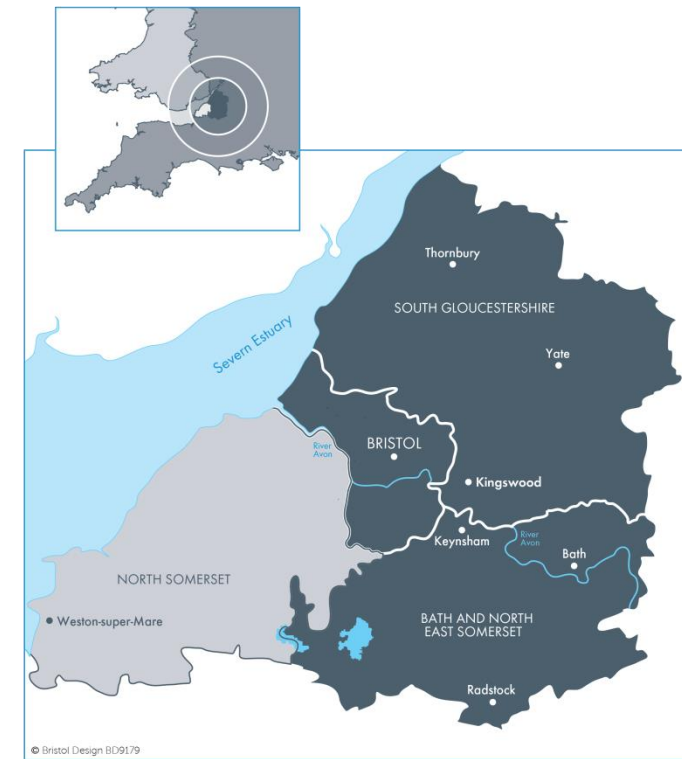 Thornbury
SOUTH GLOUCESTERSHIRE
Severn Estuary
Yate
BRISTOL
River
Avon
Kingswood
Keynsham
River
Avon
Bath
NORTH SOMERSET
Weston-super-Mare
BATH AND NORTH
EAST SOMERSET
Radstock
© Bristol Design BD9179